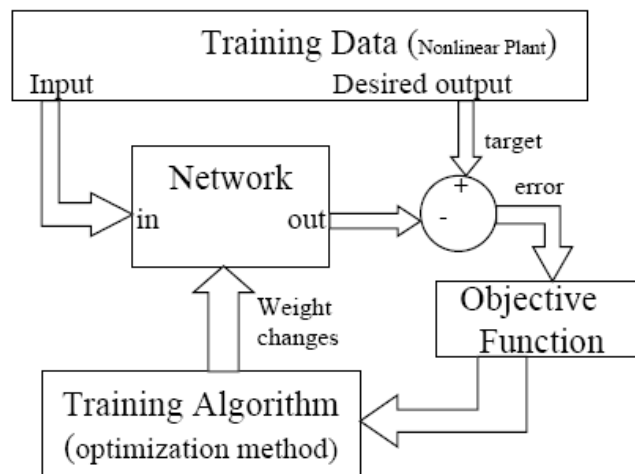 Training Data (Nonlinear Plant)
Input
Desired output
target
Network
+
error
in
out
-
Weight
changes
Objective
Function
Training Algorithm
(optimization method)